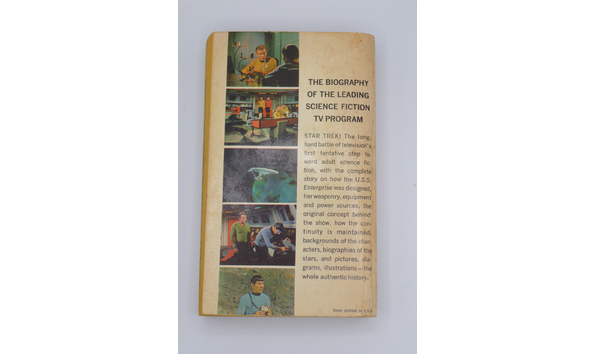 THE BIOGRAPHY
OF THE LEADING
SCIENCE FICTION
TV PROGRAM
STAR TREK! The long,
hard battle of television's
first tentative step to-
ward adult science fic-
tion, with the complete
story on how the U.S.S.
Enterprise was designed,
her weaponry, equipment
and power sources, the
original concept behind
the show; how the con-
tinuity is maintained,
backgrounds of the char-
acters, biographies of the
stars, and pictures, dia-
grams, illustrations—the
whole authentic history.
printed in U.S.A.